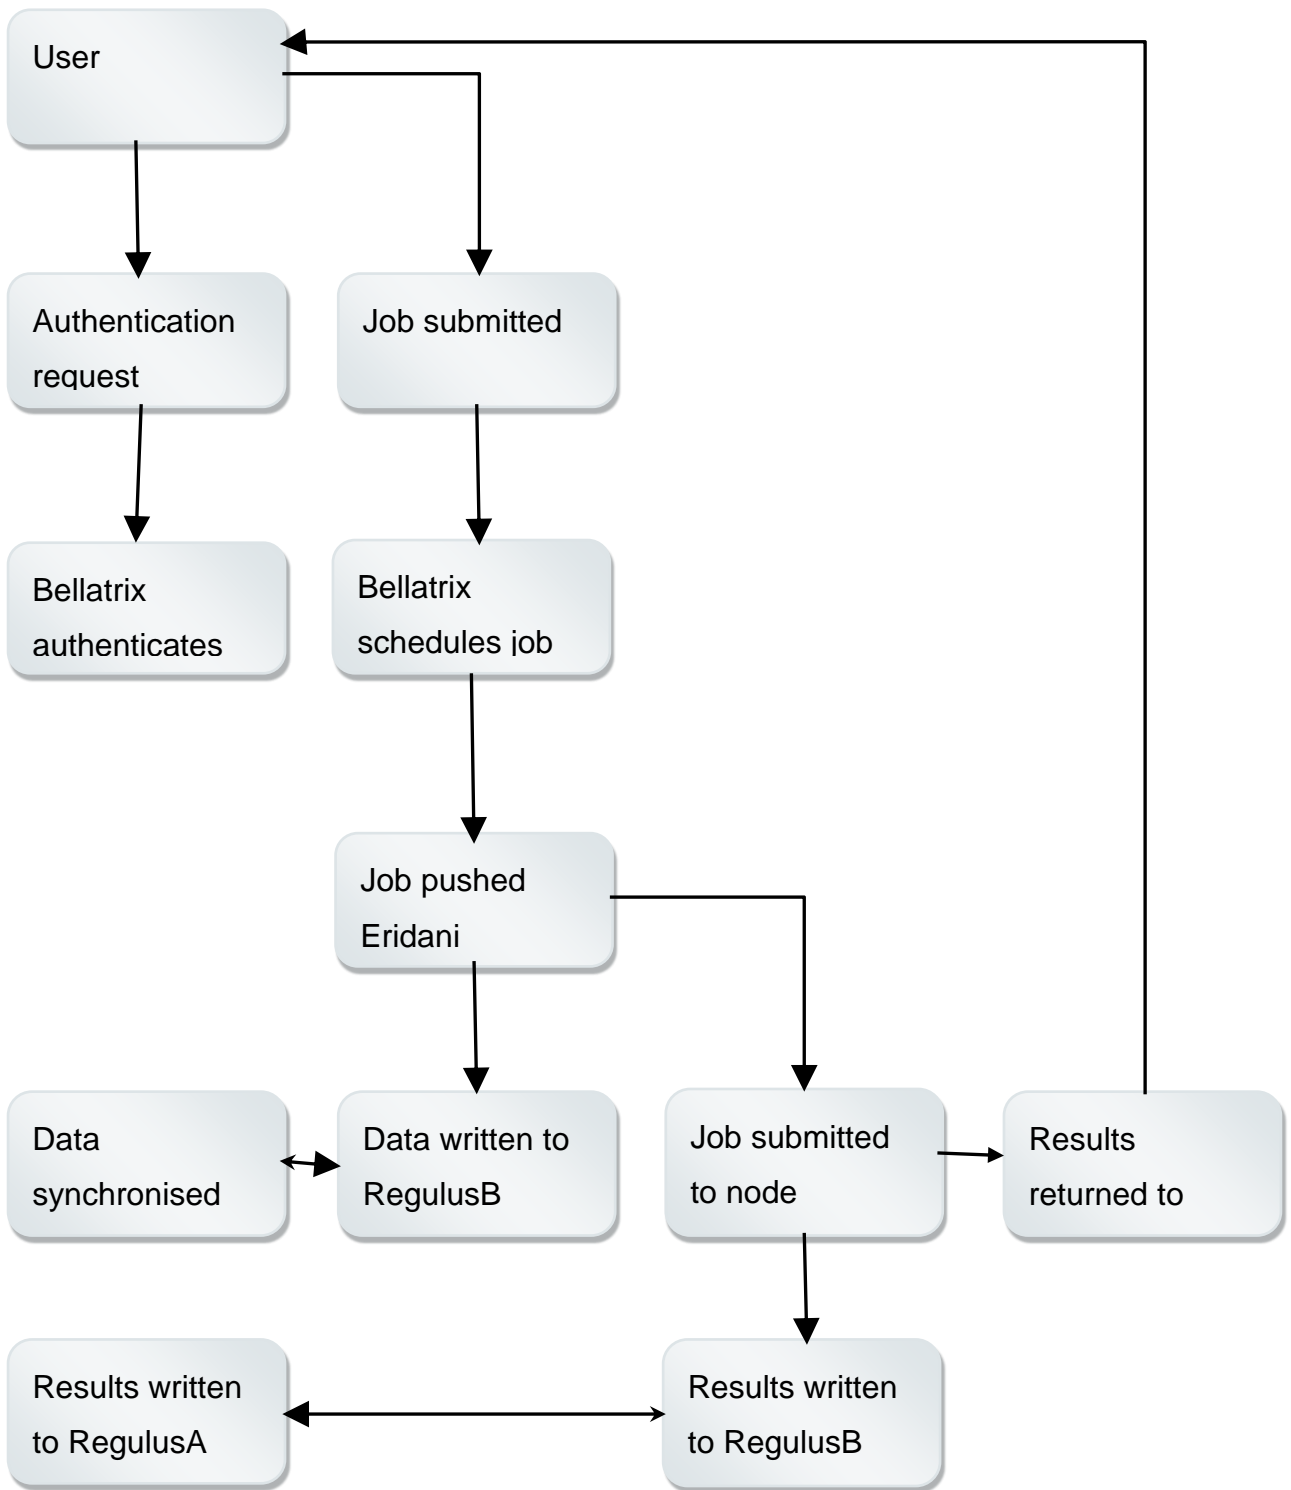 User
Authentication
request
Job submitted
Bellatrix
authenticates
Bellatrix
schedules job
Job pushed
Eridani
Data
synchronised
Data written to
RegulusB
Job submitted
to node
Results
returned to
Results written
to RegulusA
Results written
to RegulusB